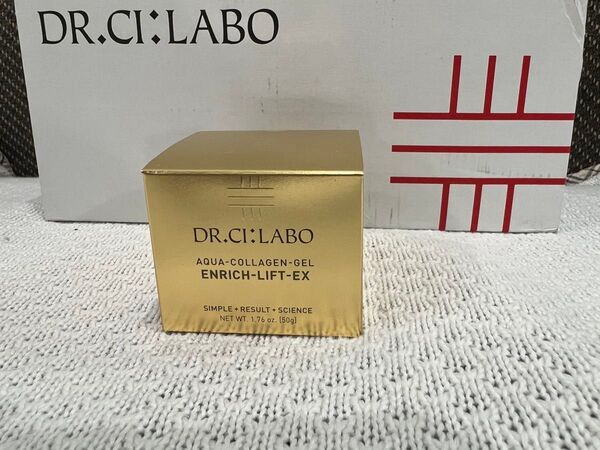 DR.CI:LABO
DR.CI:LABO
AQUA-COLLAGEN-GEL
ENRICH-LIFT-EX
SIMPLE + RESULT + SCIENCE
NET WT. 1.76 oz. [50g]